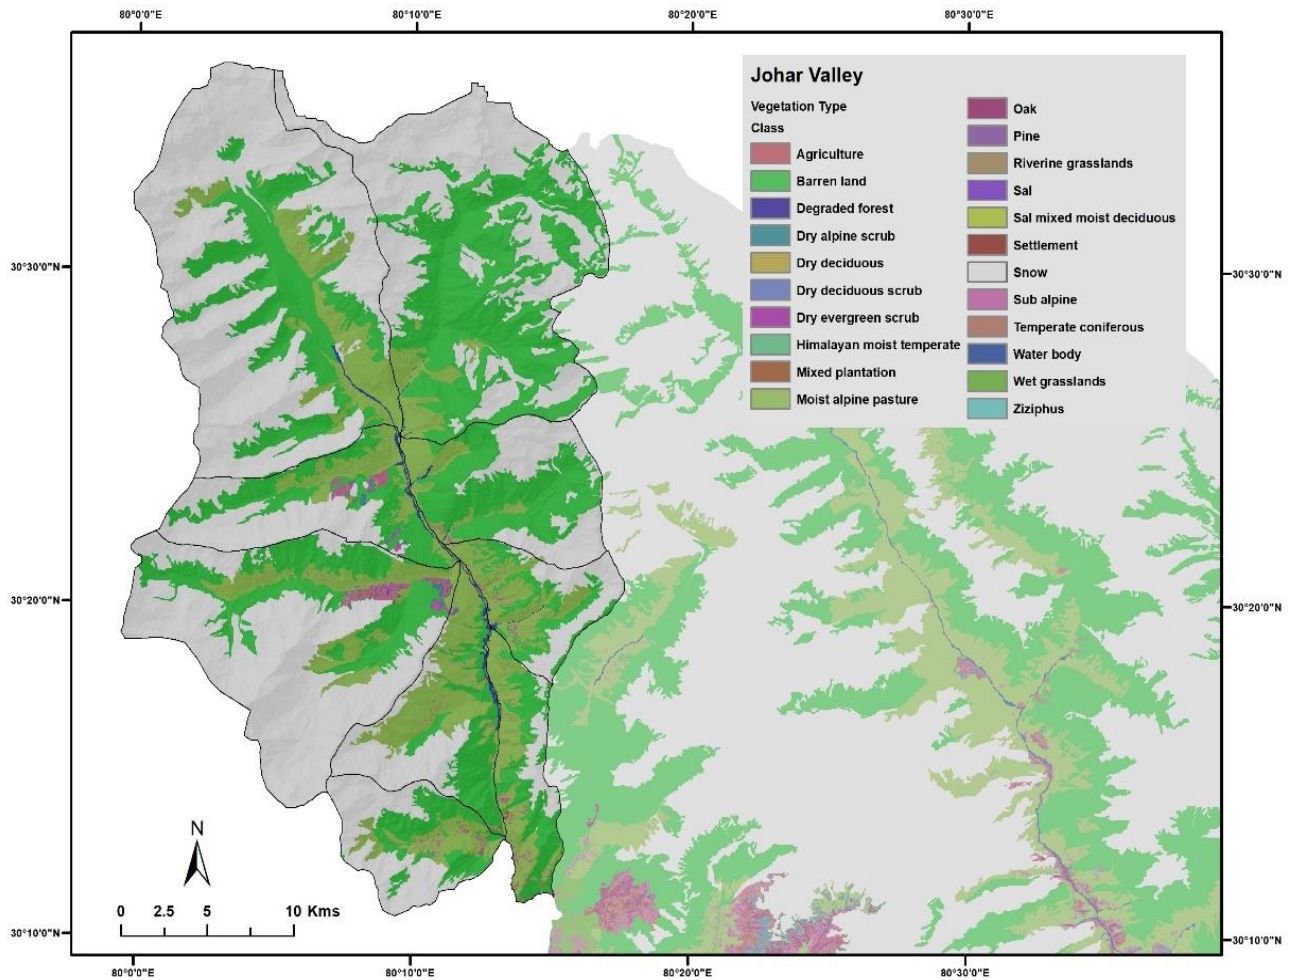 80°0'0"E 80°10'0"E 80°20'0"E 80°30'0"E
Johar Valley
Vegetation Type
Class
Agriculture
Barren land
Degraded forest
Dry alpine scrub
Dry deciduous
Dry deciduous scrub
Dry evergreen scrub
Himalayan moist temperate
Mixed plantation
Moist alpine pasture
Oak
Pine
Riverine grasslands
Sal
Sal mixed moist deciduous
Settlement
Snow
Sub alpine
Temperate coniferous
Water body
Wet grasslands
Ziziphus
30°30'0"N 30°30'0"N
30°20'0"N 30°20'0"N
N
0 2.5 5 10 Kms
30°10'0"N 30°10'0"N
80°0'0"E 80°10'0"E 80°20'0"E 80°30'0"E